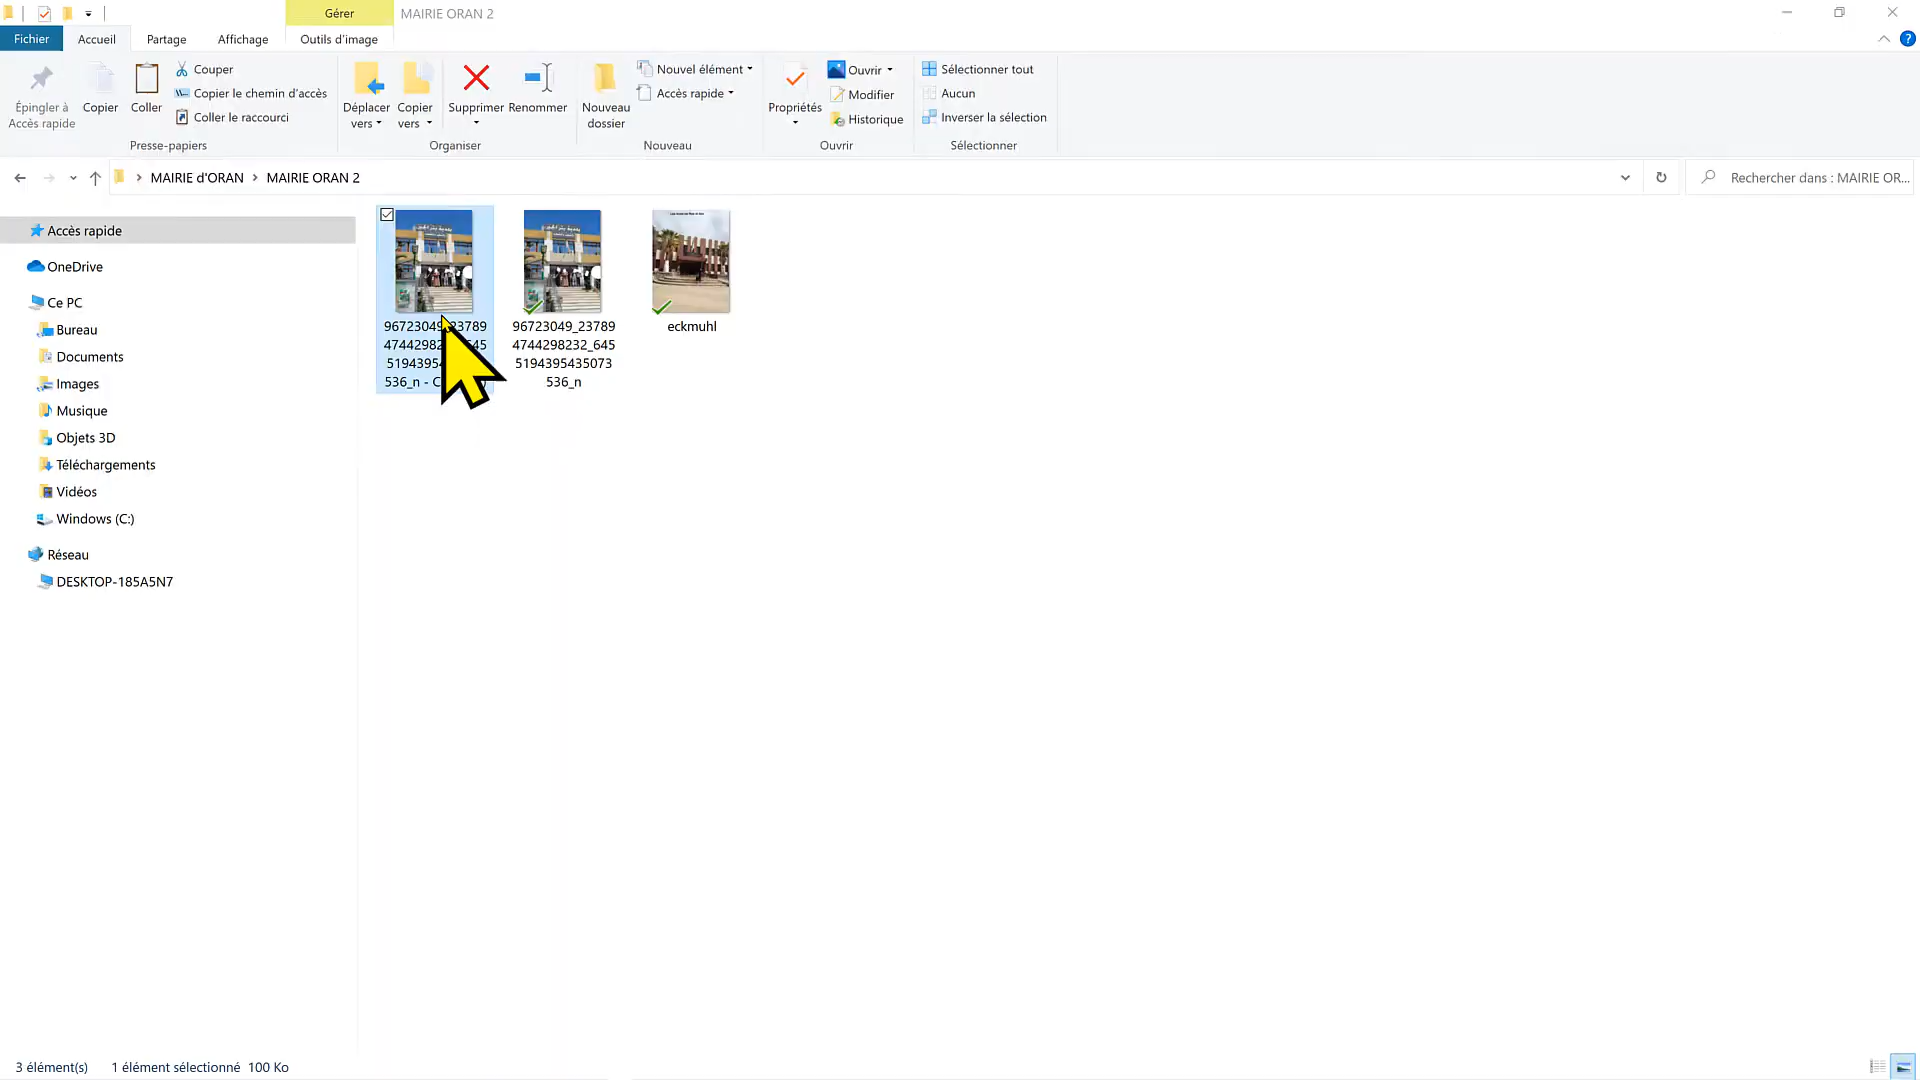 Gérer
MAIRIE ORAN 2
Fichier
Accueil
Partage
Affichage
Outils d'image
Épingler à
Accès rapide
Copier
Coller
Couper
Copier le chemin d'accès
Coller le raccourci
Presse-papiers
Déplacer
vers
Copier
vers
Supprimer
Renommer
Organiser
Nouveau
dossier
Nouvel élément
Accès rapide
Nouveau
Propriétés
Ouvrir
Modifier
Historique
Ouvrir
Sélectionner tout
Aucun
Inverser la sélection
Sélectionner
MAIRIE d'ORAN
MAIRIE ORAN 2
Rechercher dans : MAIRIE OR...
Accès rapide
OneDrive
Ce PC
Bureau
Documents
Images
Musique
Objets 3D
Téléchargements
Vidéos
Windows (C:)
Réseau
DESKTOP-185A5N7
96723049_23789
536_n
96723049_23789
4744298232_645
5194395435073
536_n
eckmuhl
3 élément(s)
1 élément sélectionné 100 Ko